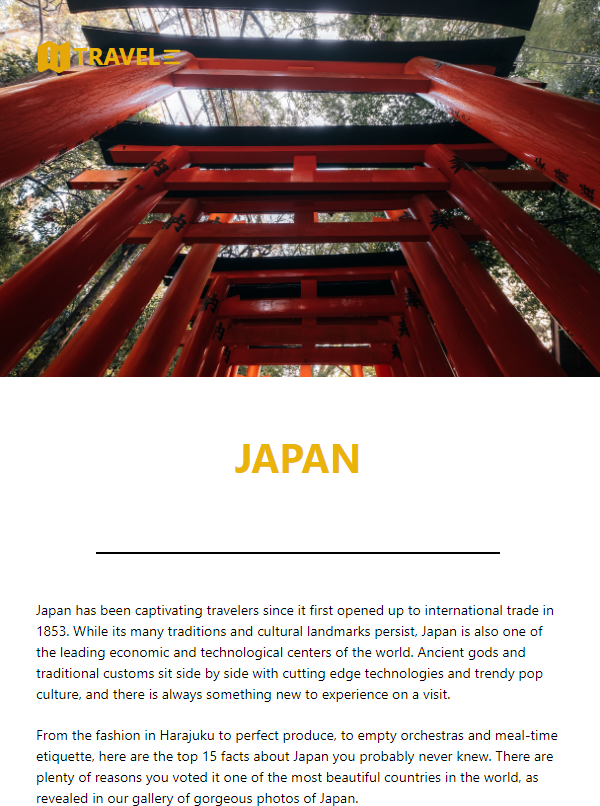 TRAVEL
JAPAN
Japan has been captivating travelers since it first opened up to international trade in
1853. While its many traditions and cultural landmarks persist, Japan is also one of
the leading economic and technological centers of the world. Ancient gods and
traditional customs sit side by side with cutting edge technologies and trendy pop
culture, and there is always something new to experience on a visit.
From the fashion in Harajuku to perfect produce, to empty orchestras and meal-time
etiquette, here are the top 15 facts about Japan you probably never knew. There are
plenty of reasons you voted it one of the most beautiful countries in the world, as
revealed in our gallery of gorgeous photos of Japan.